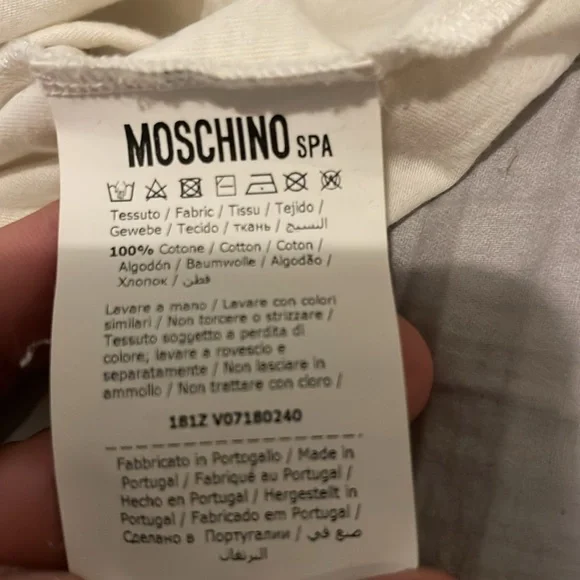 MOSCHINO SPA
Tessuto / Fabric / Tissu / Tejido /
Gewebe / Tecido / ткань / النسيج
100% Cotone / Cotton / Coton /
Algodón / Baumwolle / Algodão /
Хлопок / قطن
Lavare a mano / Lavare con colori
similari / Non torcere o strizzare /
Tessuto soggetto a perdita di
colore, lavare a rovescio e
separatamente / Non lasciare in
ammollo / Non trattare con cloro /
181Z V07180240
Fabbricato in Portogallo / Made in
Portugal / Fabriqué au Portugal /
Hecho en Portugal / Hergestellt in
Portugal / Fabricado em Portugal /
Сделано в Португалии / صنع في
البرتغال